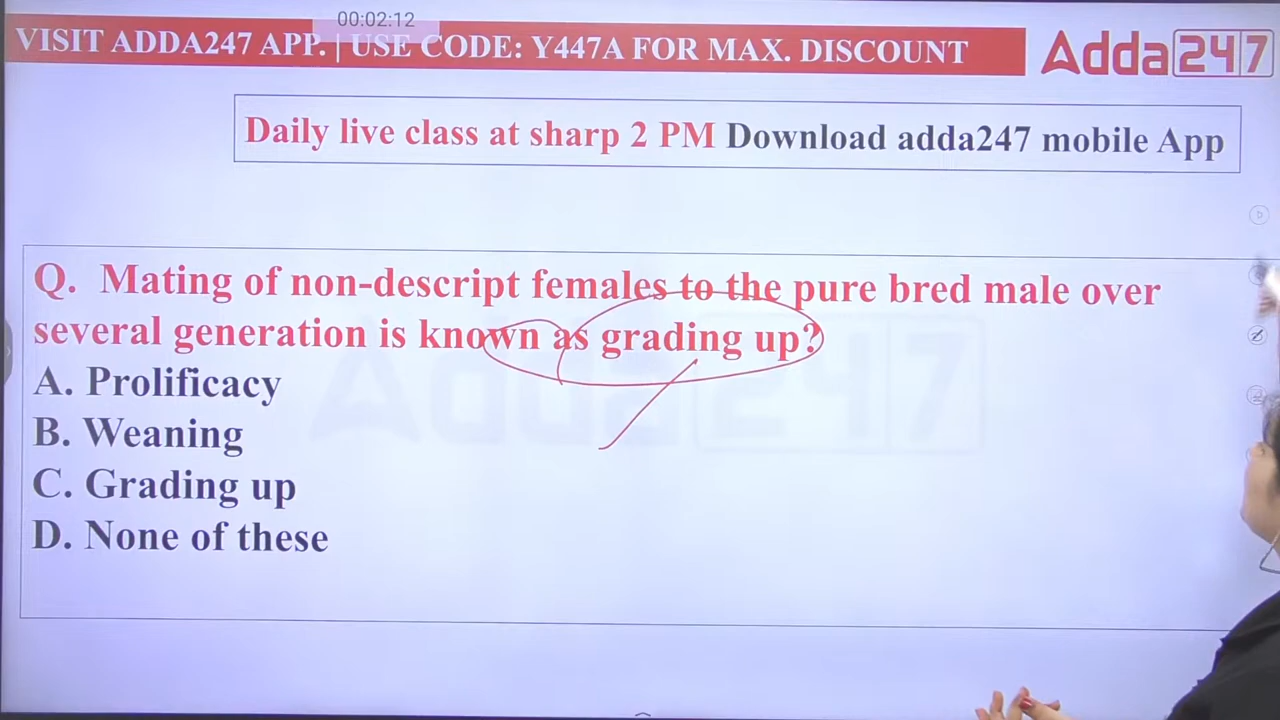 00:02:12
VISIT ADDA247 APP. | USE CODE: Y447A FOR MAX. DISCOUNT
Adda247
Daily live class at sharp 2 PM Download adda247 mobile App
Q. Mating of non-descript females to the pure bred male over
several generation is known as grading up?
A. Prolificacy
B. Weaning
C. Grading up
D. None of these
Adda247